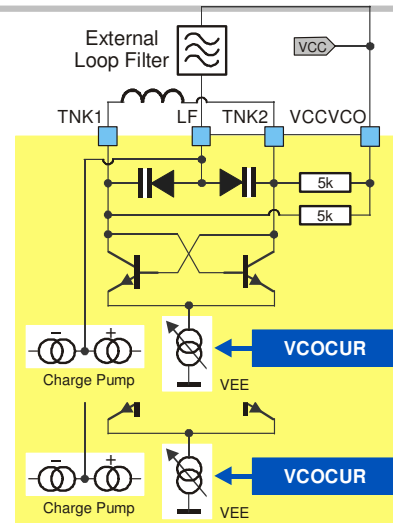 External
Loop Filter
VCC
TNK1 LF TNK2 VCCVCO
5k
5k
− +
VCOCUR
Charge Pump VEE
− +
VCOCUR
Charge Pump VEE